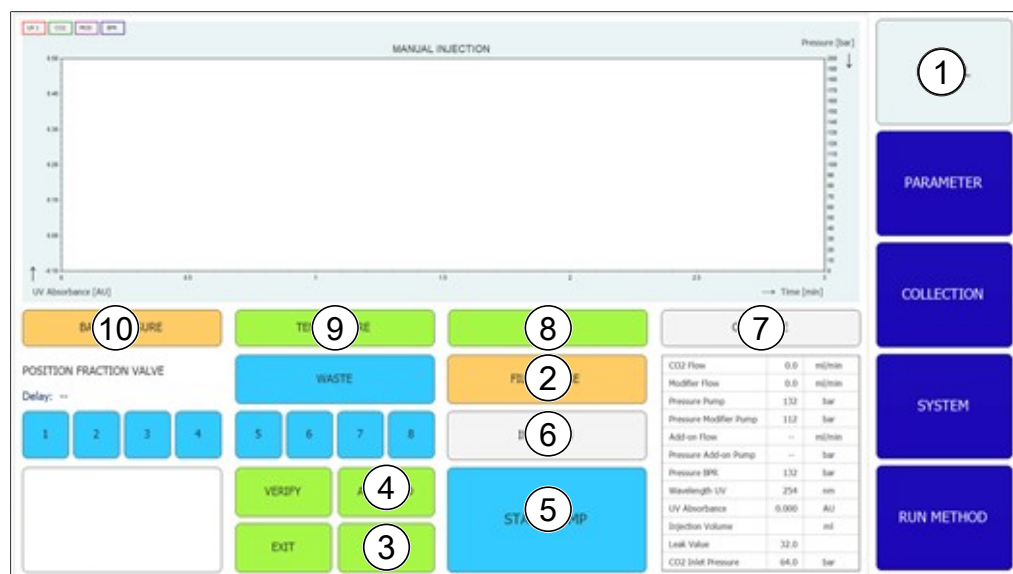 UV 1 CO2 MOD BPR
MANUAL INJECTION
Pressure [bar]
UV Absorbance [AU]
Time [min]
1
PARAMETER
COLLECTION
SYSTEM
RUN METHOD
10
9
8
7
POSITION FRACTION VALVE
Delay: --
WASTE
2
1 2 3 4 5 6 7 8
6
VERIFY
4
EXIT
3
5
CO2 Flow 0.0 ml/min
Modifier Flow 0.0 ml/min
Pressure Pump 132 bar
Pressure Modifier Pump 112 bar
Add-on Flow -- ml/min
Pressure Add-on Pump -- bar
Pressure BPR 132 bar
Wavelength UV 254 nm
UV Absorbance 0.000 AU
Injection Volume ml
Leak Value 32.0
CO2 Inlet Pressure 64.0 bar